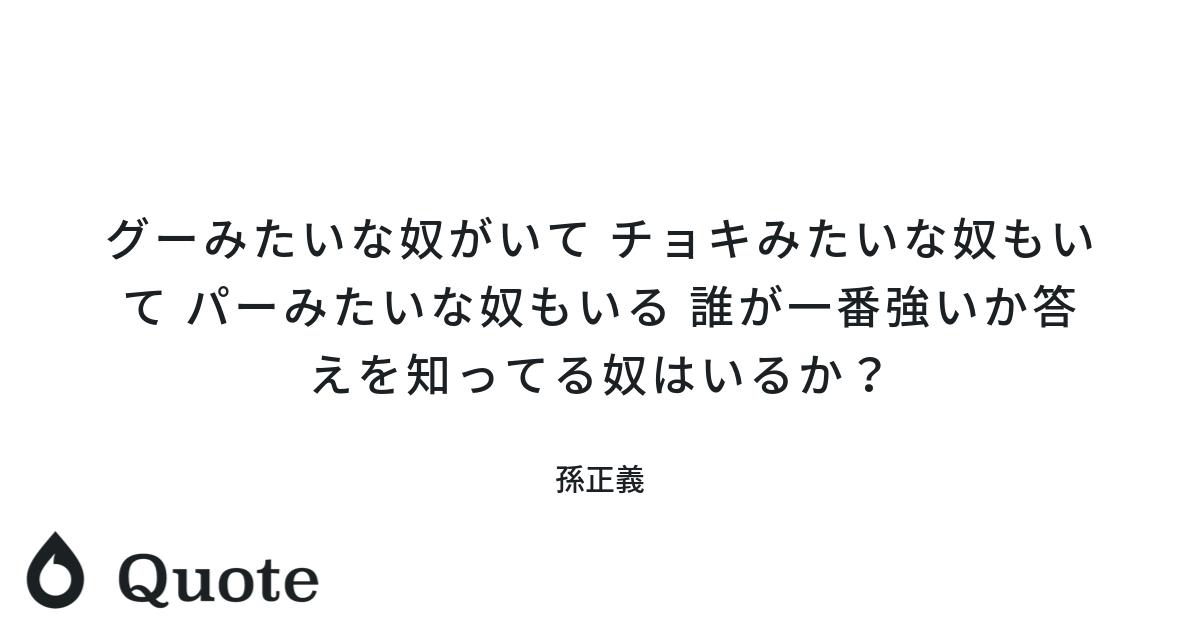 グーみたいな奴がいて チョキみたいな奴もい
て パーみたいな奴もいる 誰が一番強いか答
えを知ってる奴はいるか？
孫正義
Quote